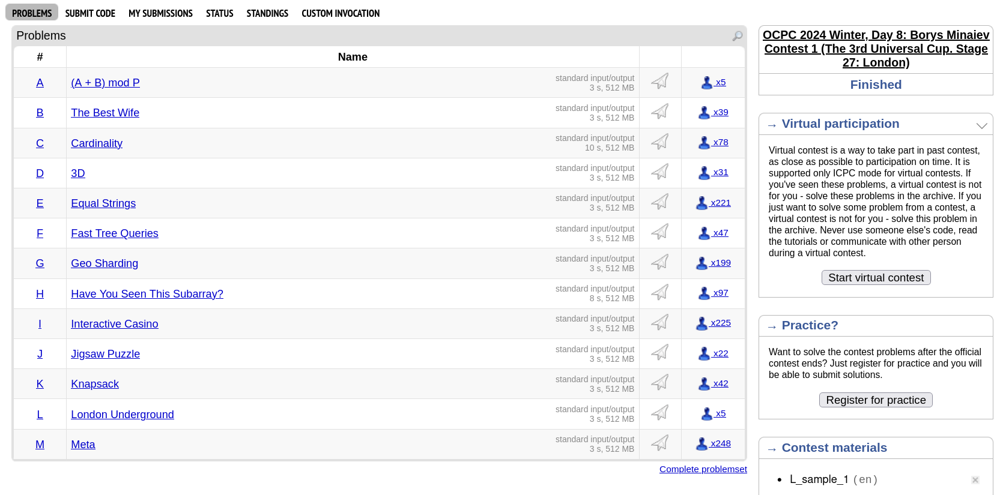 PROBLEMS SUBMIT CODE MY SUBMISSIONS STATUS STANDINGS CUSTOM INVOCATION
Problems
# Name
A (A + B) mod P standard input/output 3 s, 512 MB x5
B The Best Wife standard input/output 3 s, 512 MB x39
C Cardinality standard input/output 10 s, 512 MB x78
D 3D standard input/output 3 s, 512 MB x31
E Equal Strings standard input/output 3 s, 512 MB x221
F Fast Tree Queries standard input/output 3 s, 512 MB x47
G Geo Sharding standard input/output 3 s, 512 MB x199
H Have You Seen This Subarray? standard input/output 8 s, 512 MB x97
I Interactive Casino standard input/output 3 s, 512 MB x225
J Jigsaw Puzzle standard input/output 3 s, 512 MB x22
K Knapsack standard input/output 3 s, 512 MB x42
L London Underground standard input/output 3 s, 512 MB x5
M Meta standard input/output 3 s, 512 MB x248
Complete problemset
OCPC 2024 Winter, Day 8: Borys Minaiev
Contest 1 (The 3rd Universal Cup. Stage
27: London)
Finished
→ Virtual participation
Virtual contest is a way to take part in past contest,
as close as possible to participation on time. It is
supported only ICPC mode for virtual contests. If
you've seen these problems, a virtual contest is not
for you - solve these problems in the archive. If you
just want to solve some problem from a contest, a
virtual contest is not for you - solve this problem in
the archive. Never use someone else's code, read
the tutorials or communicate with other person
during a virtual contest.
Start virtual contest
→ Practice?
Want to solve the contest problems after the official
contest ends? Just register for practice and you will
be able to submit solutions.
Register for practice
→ Contest materials
• L_sample_1 (en)